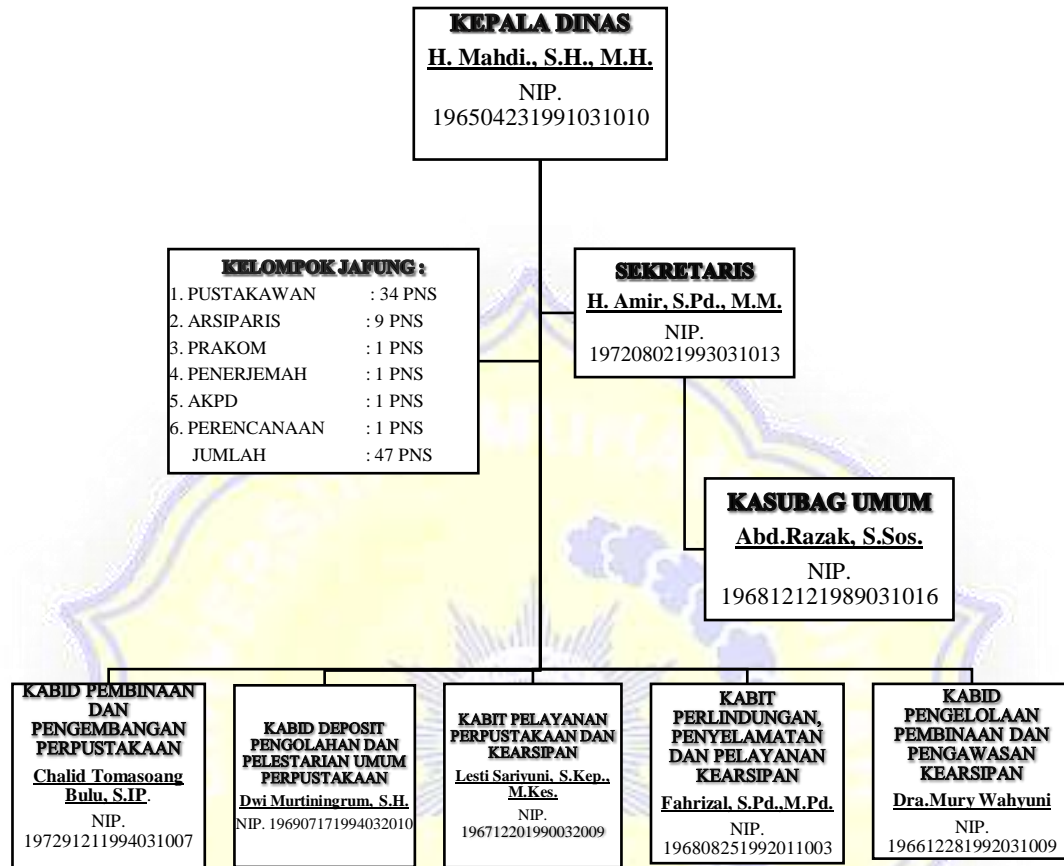 KEPALA DINAS
H. Mahdi., S.H., M.H.
NIP.
196504231991031010
KELOMPOK JAFUNG :
1. PUSTAKAWAN : 34 PNS
2. ARSIPARIS : 9 PNS
3. PRAKOM : 1 PNS
4. PENERJEMAH : 1 PNS
5. AKPD : 1 PNS
6. PERENCANAAN : 1 PNS
JUMLAH : 47 PNS
SEKRETARIS
H. Amir, S.Pd., M.M.
NIP.
197208021993031013
KASUBAG UMUM
Abd.Razak, S.Sos.
NIP.
196812121989031016
KABID PEMBINAAN
DAN
PENGEMBANGAN
PERPUSTAKAAN
Chalid Tomasoang
Bulu, S.IP.
NIP.
197291211994031007
KABID DEPOSIT
PENGOLAHAN DAN
PELESTARIAN UMUM
PERPUSTAKAAN
Dwi Murtiningrum, S.H.
NIP. 196907171994032010
KABIT PELAYANAN
PERPUSTAKAAN DAN
KEARSIPAN
Lesti Sariyuni, S.Kep.,
M.Kes.
NIP.
196712201990032009
KABIT
PERLINDUNGAN,
PENYELAMATAN
DAN PELAYANAN
KEARSIPAN
Fahrizal, S.Pd.,M.Pd.
NIP.
196808251992011003
KABID
PENGELOLAAN
PEMBINAAN DAN
PENGAWASAN
KEARSIPAN
Dra.Mury Wahyuni
NIP.
196612281992031009